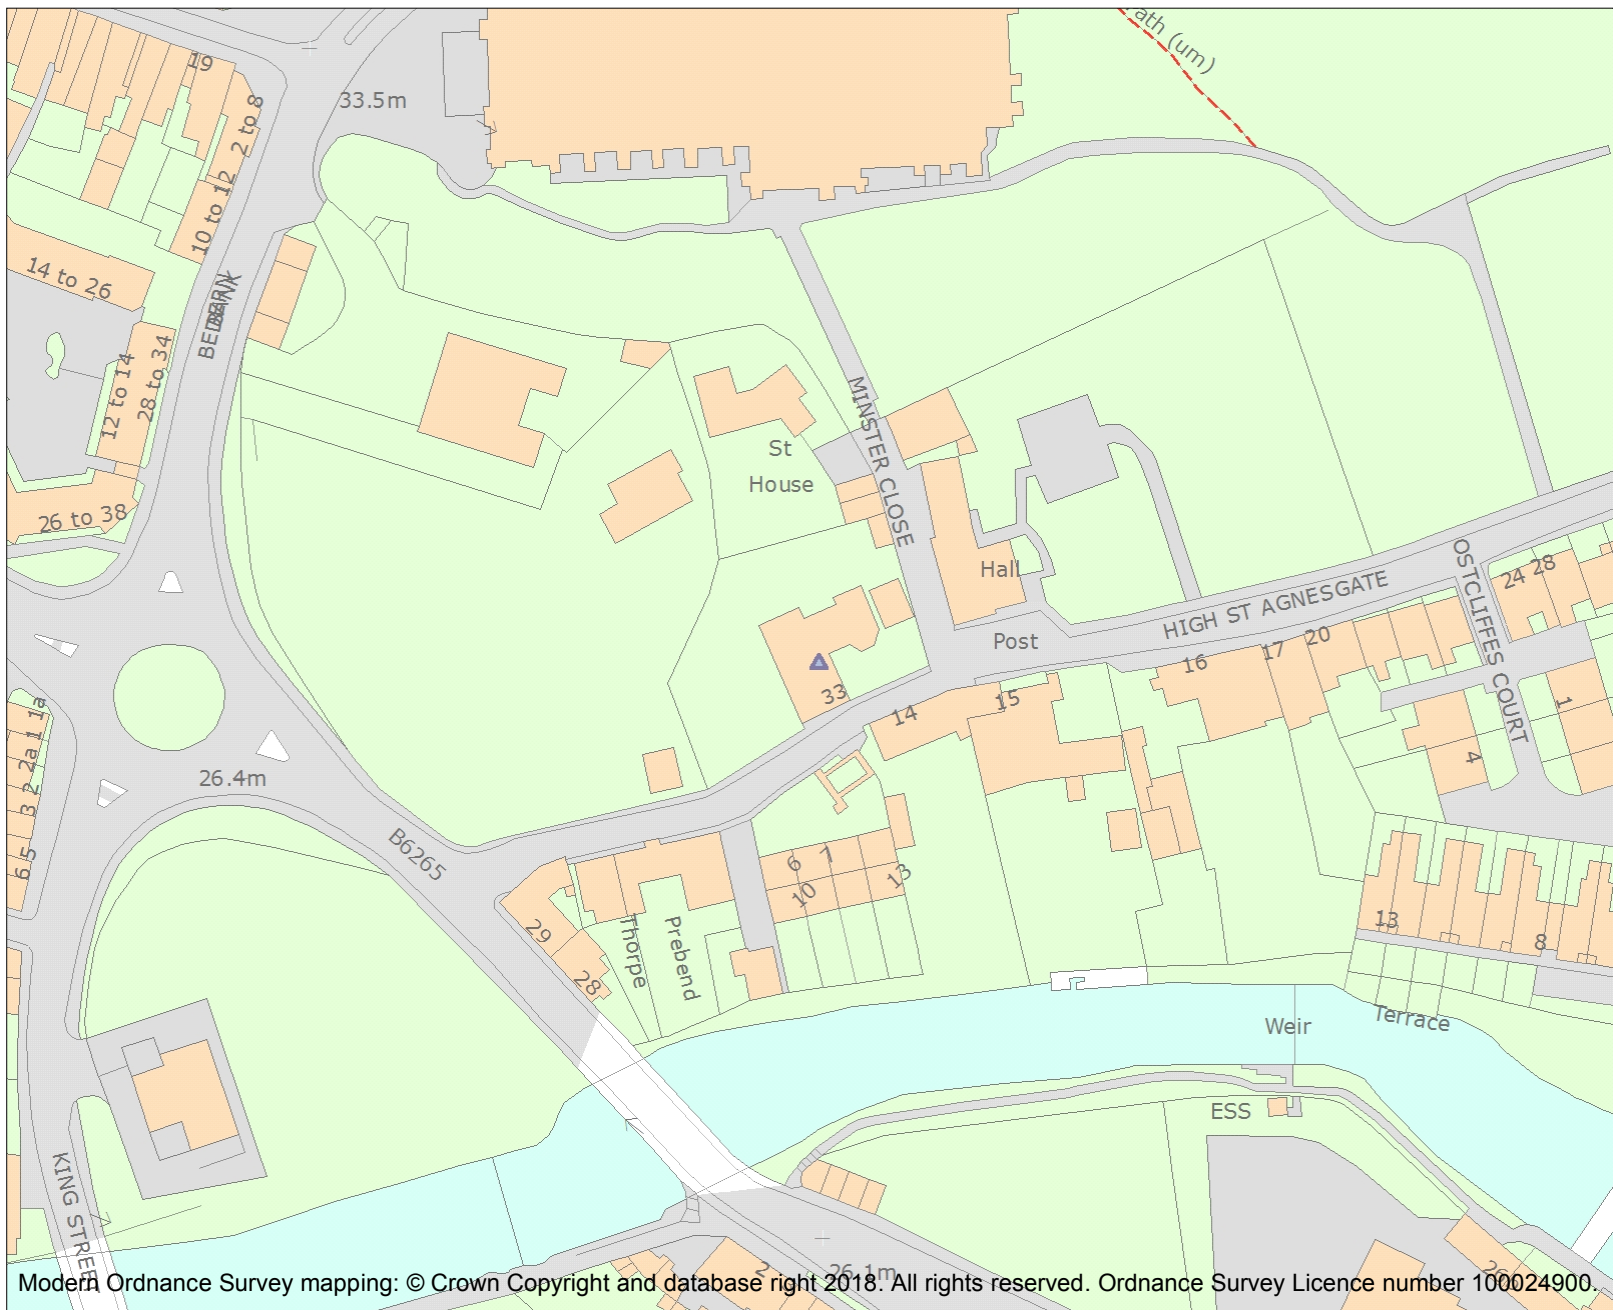 ath (um)
19
33.5m
2 to 8
10 to 12
14 to 26
BEDERN
BANK
28 to 34
12 to 14
26 to 38
MINSTER CLOSE
St
House
Hall
Post
HIGH ST AGNESGATE
OSTCLIFFES COURT
24
28
16
17
20
33
14
15
1
4
1a
1
2a
2
3
5
6
26.4m
B6265
6
7
10
13
29
28
Thorpe
Prebend
13
8
Terrace
Weir
ESS
KING STREET
2
26.1m
Modern Ordnance Survey mapping: © Crown Copyright and database right 2018. All rights reserved. Ordnance Survey Licence number 100024900.